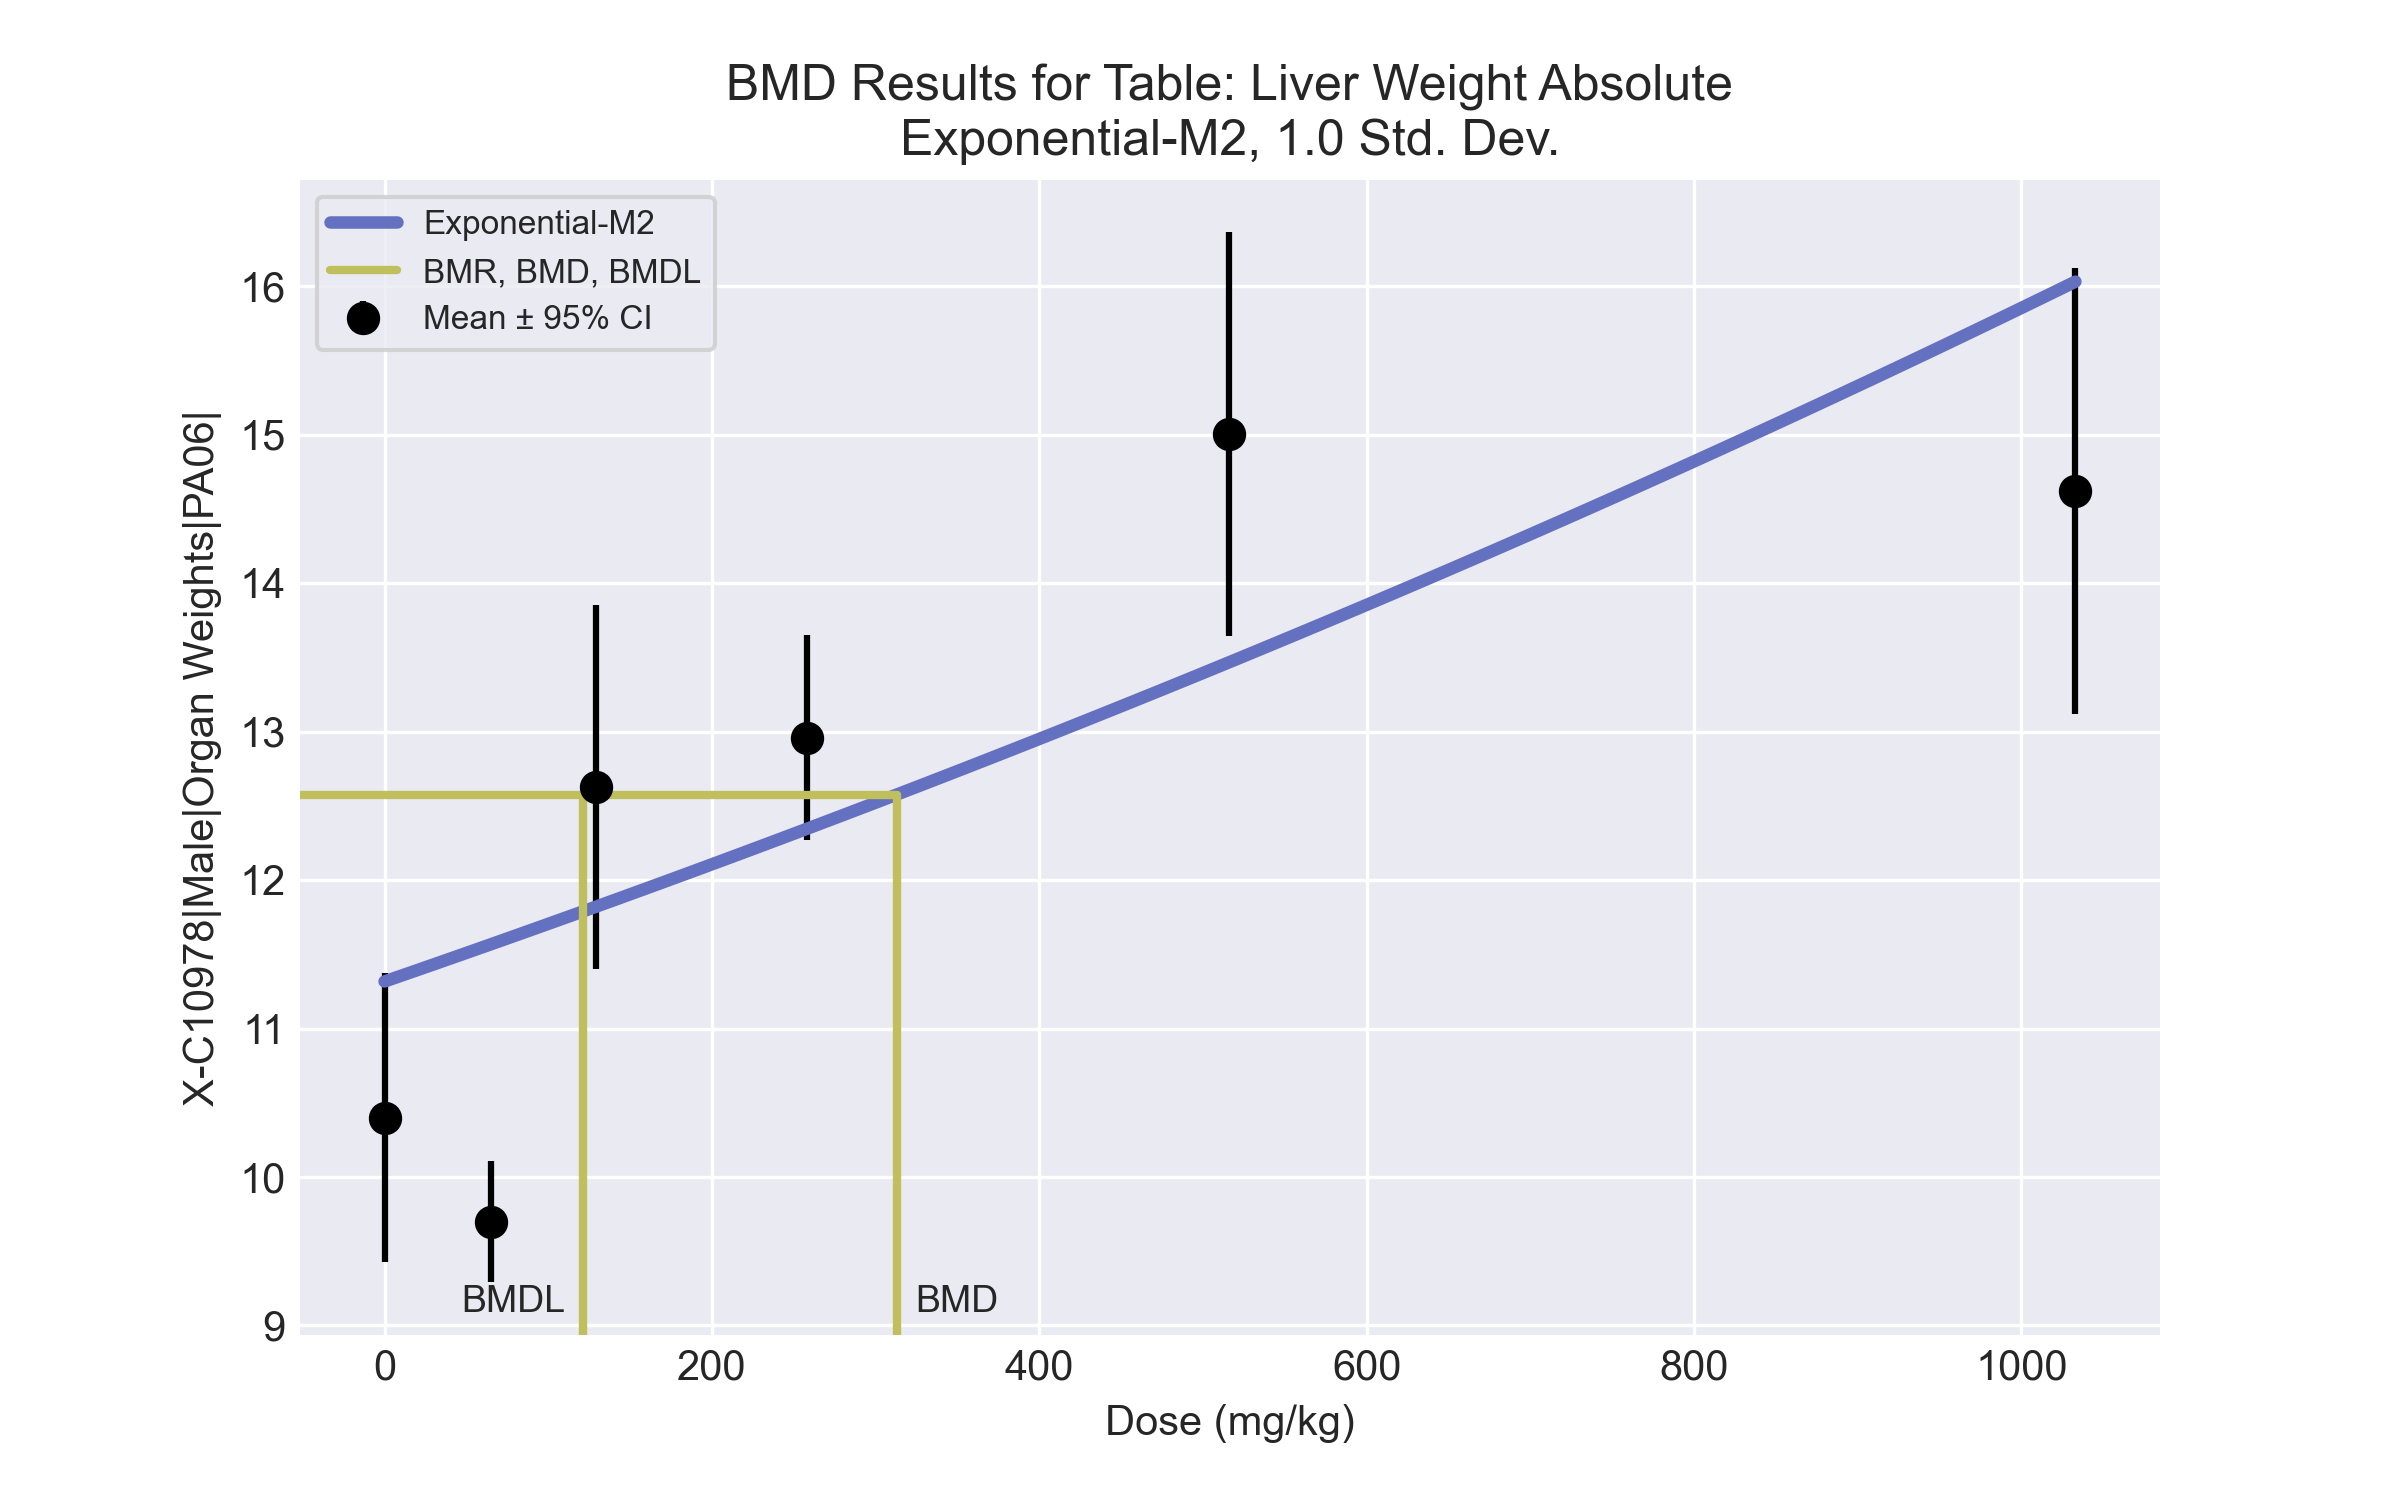 BMD Results for Table: Liver Weight Absolute
Exponential-M2, 1.0 Std. Dev.
Exponential-M2
BMR, BMD, BMDL
Mean ± 95% CI
X-C10978|Male|Organ Weights|PA06|
16
15
14
13
12
11
10
9
BMDL
BMD
0
200
400
600
800
1000
Dose (mg/kg)